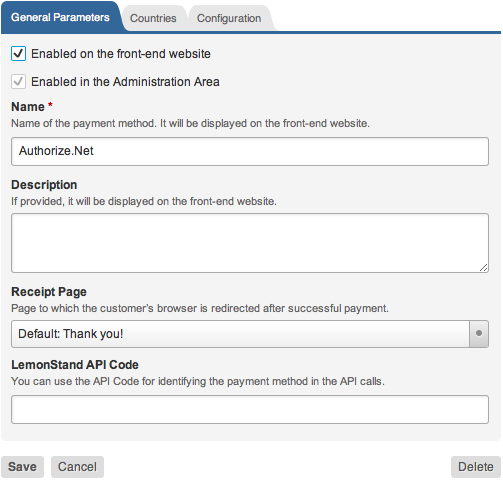 General Parameters Countries Configuration
Enabled on the front-end website
Enabled in the Administration Area
Name *
Name of the payment method. It will be displayed on the front-end website.
Authorize.Net
Description
If provided, it will be displayed on the front-end website.
Receipt Page
Page to which the customer's browser is redirected after successful payment.
Default: Thank you!
LemonStand API Code
You can use the API Code for identifying the payment method in the API calls.
Save Cancel Delete